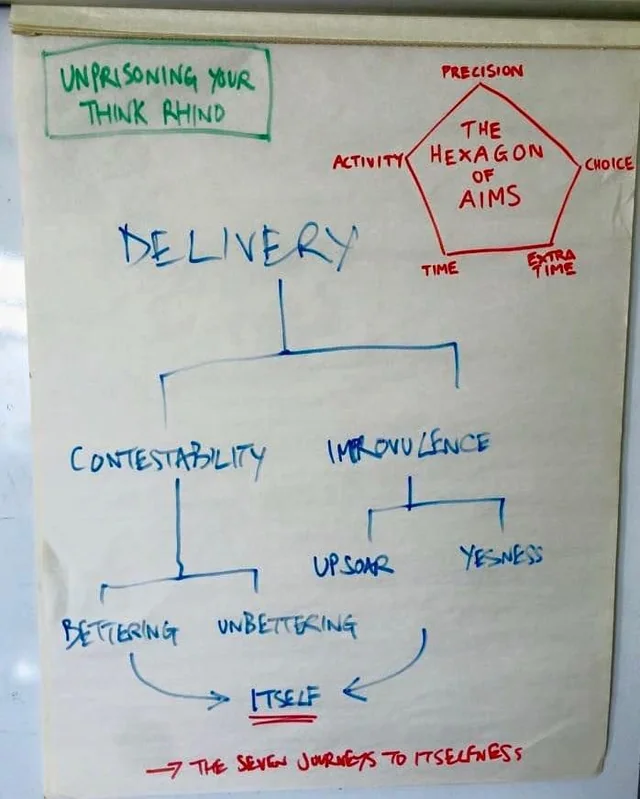 UNPRISONING YOUR
THINK RHINO
PRECISION
ACTIVITY
THE
HEXAGON
OF
AIMS
CHOICE
TIME
EXTRA
TIME
DELIVERY
CONTESTABILITY
IMPROVULENCE
UPSOAR
YESNESS
BETTERING
UNBETTERING
ITSELF
→ THE SEVEN JOURNEYS TO ITSELFNESS